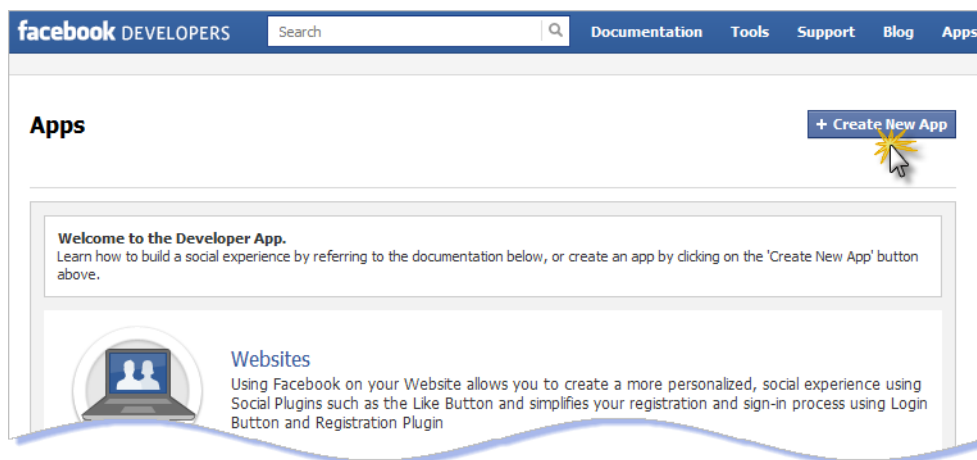 facebook DEVELOPERS Search Documentation Tools Support Blog Apps
Apps
+ Create New App
Welcome to the Developer App.
Learn how to build a social experience by referring to the documentation below, or create an app by clicking on the 'Create New App' button
above.
Websites
Using Facebook on your Website allows you to create a more personalized, social experience using
Social Plugins such as the Like Button and simplifies your registration and sign-in process using Login
Button and Registration Plugin